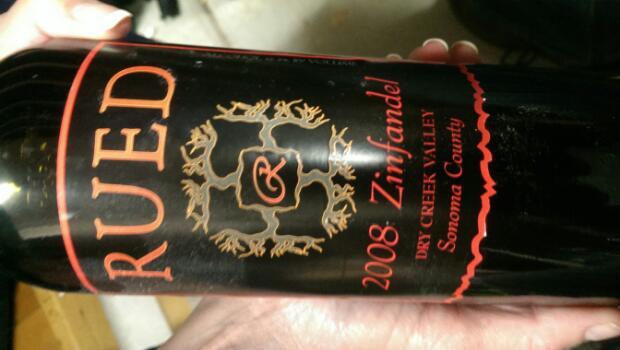 RUED
R
2008 Zinfandel
DRY CREEK VALLEY
Sonoma County